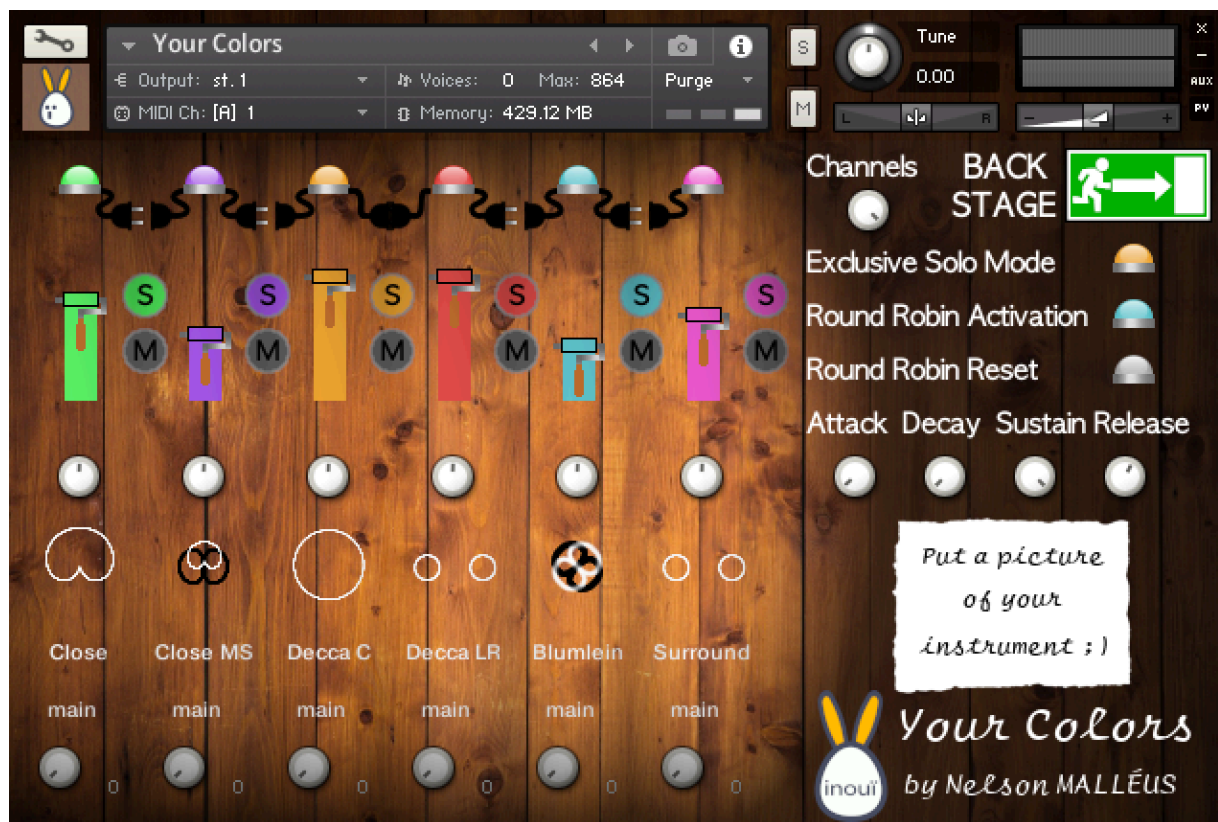 Your Colors
Output: st. 1
Voices: 0 Max: 864
Purge
MIDI Ch: [A] 1
Memory: 429.12 MB
S
M
Tune
0.00
L R
- +
×
-
AUX
PV
Channels
BACK
STAGE
Exclusive Solo Mode
Round Robin Activation
Round Robin Reset
Attack Decay Sustain Release
S S S S S S
M M M M M M
Close Close MS Decca C Decca LR Blumlein Surround
main main main main main main
0 0 0 0 0 0
Put a picture
of your
instrument ;)
Your Colors
by Nelson MALLÉUS
inouï